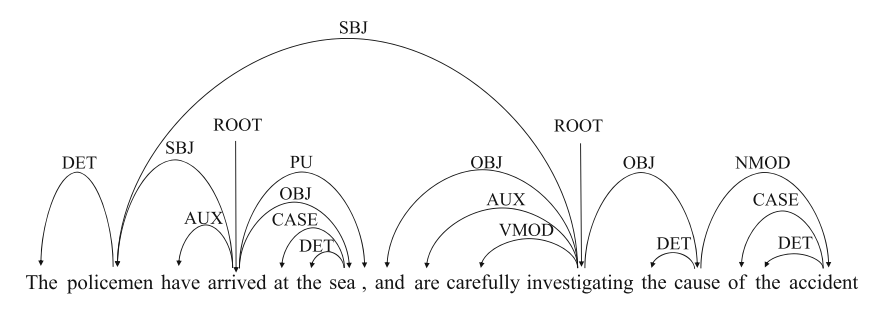 SBJ
ROOT ROOT
DET SBJ PU OBJ OBJ NMOD
OBJ
AUX CASE AUX CASE
DET VMOD DET DET
The policemen have arrived at the sea , and are carefully investigating the cause of the accident